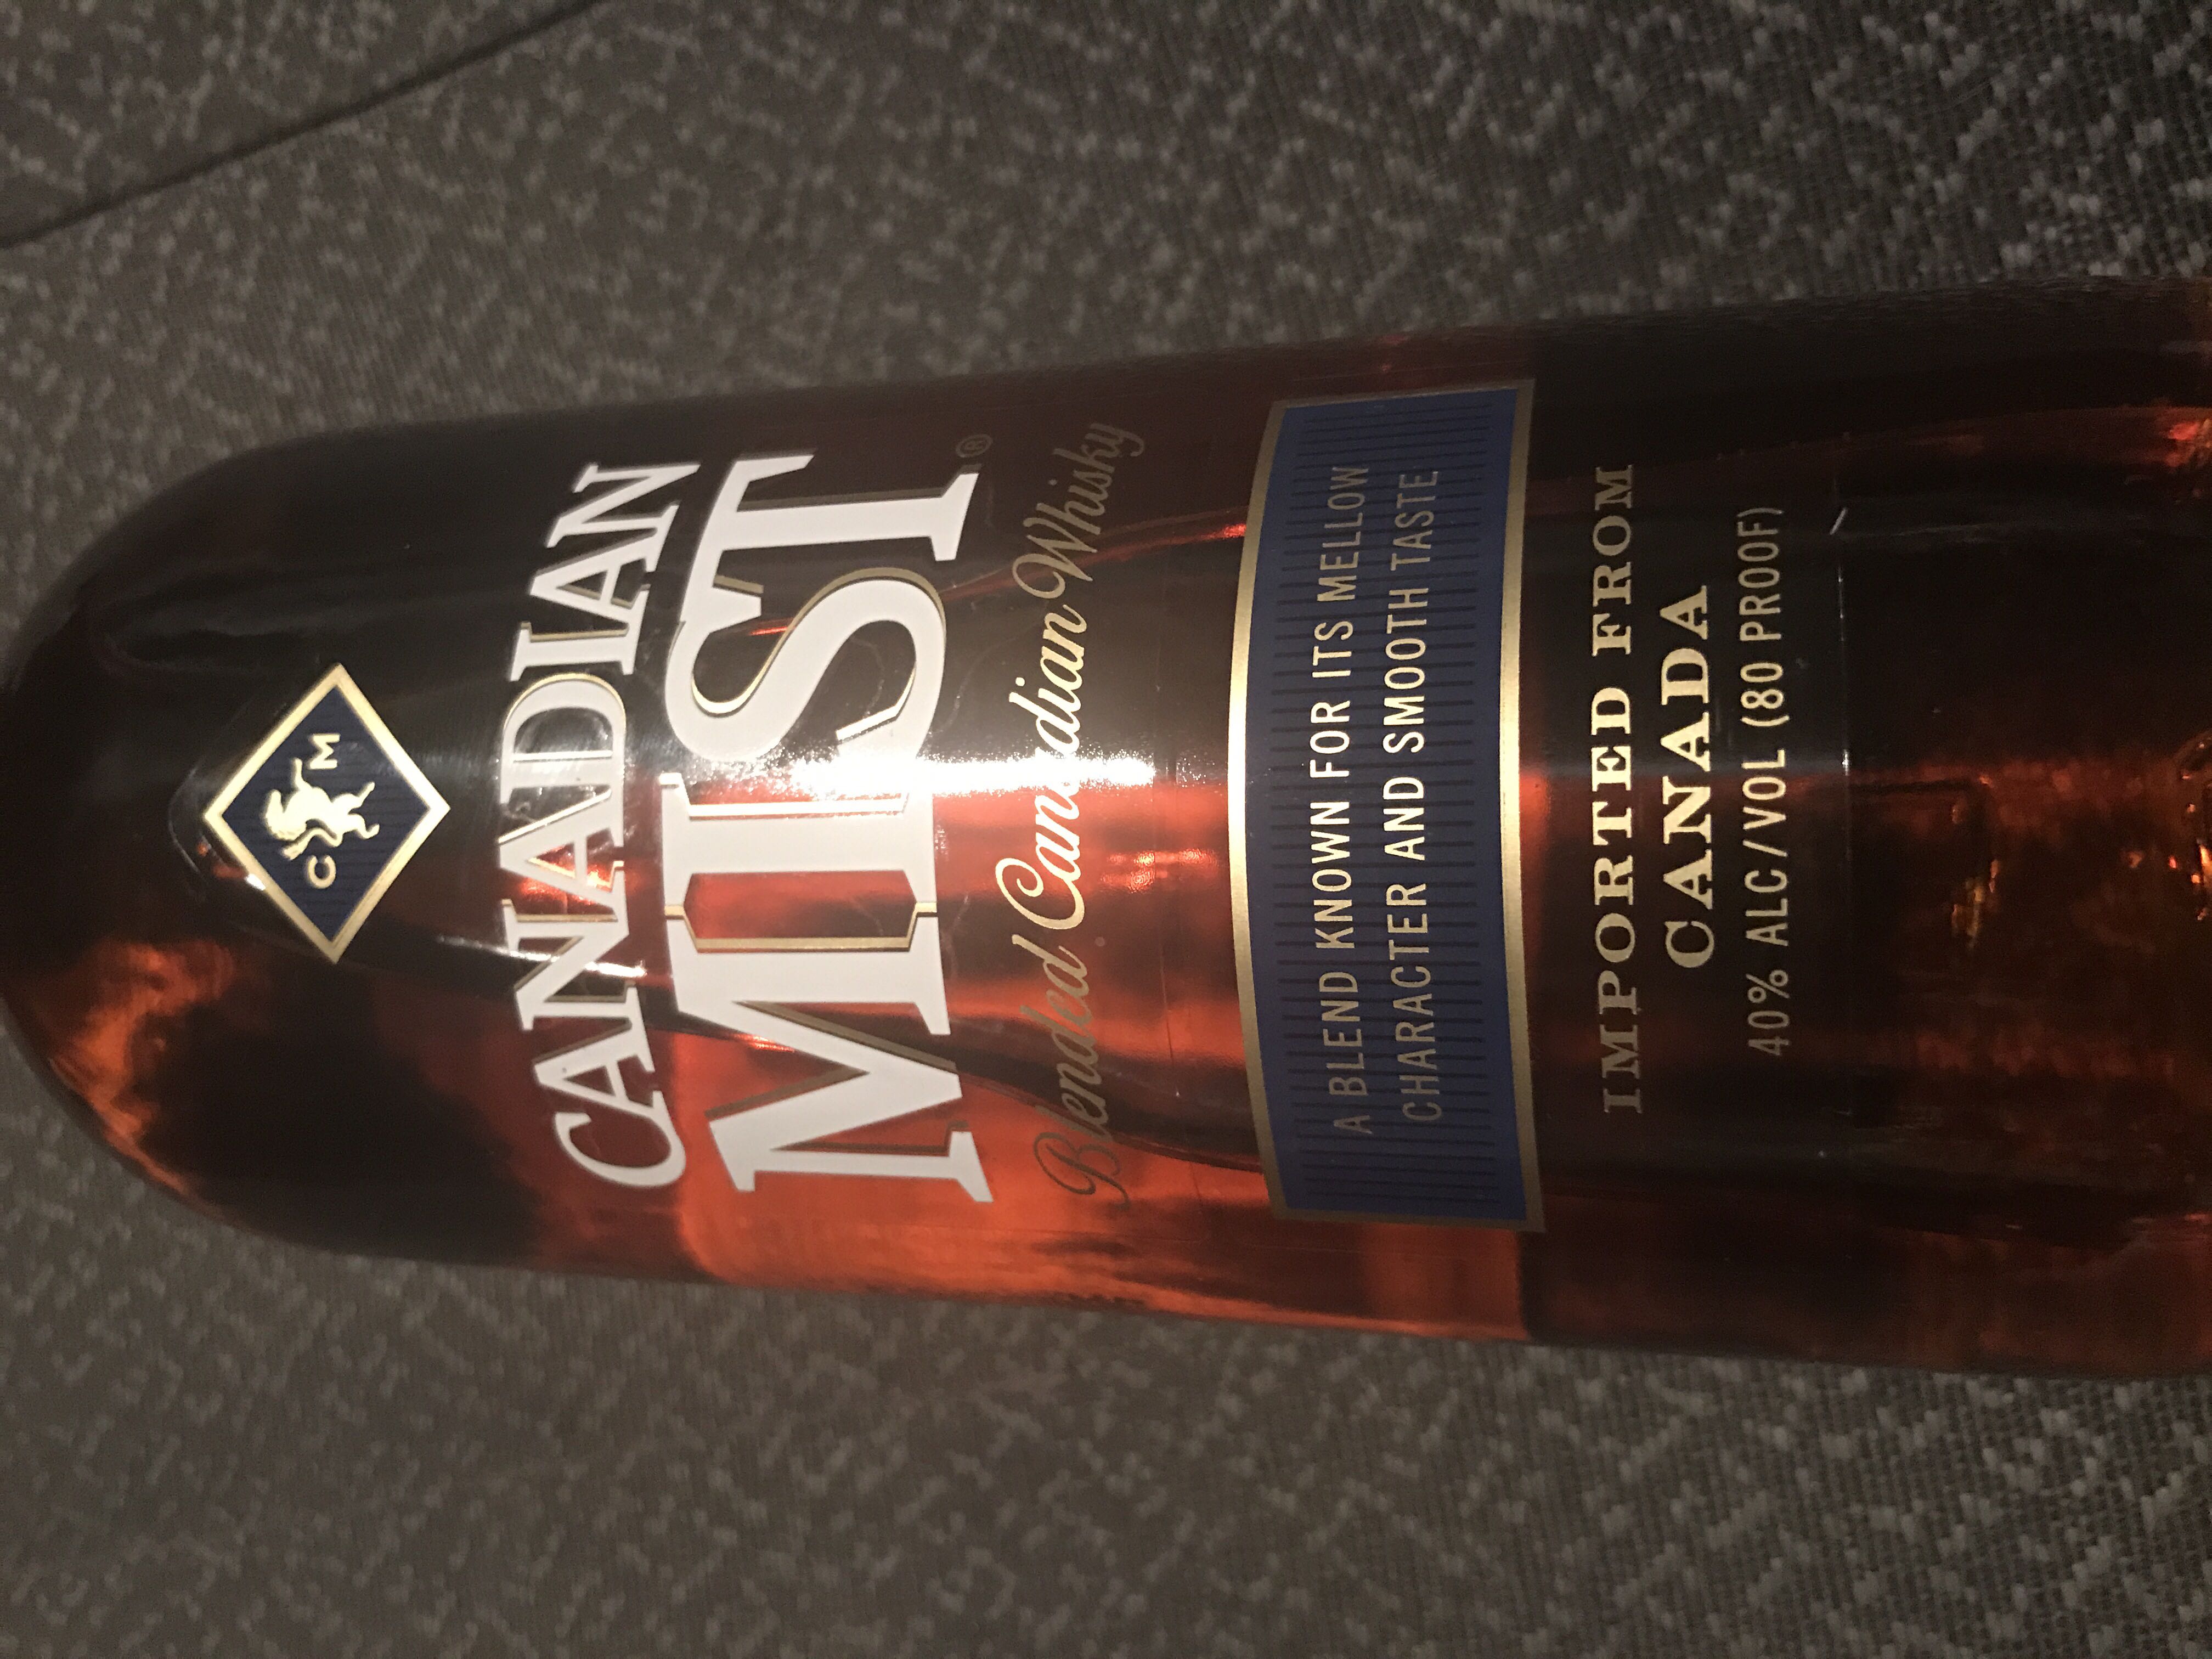 C M
CANADIAN
MIST®
Blended Canadian Whisky
A BLEND KNOWN FOR ITS MELLOW
CHARACTER AND SMOOTH TASTE
IMPORTED FROM
CANADA
40% ALC/VOL (80 PROOF)